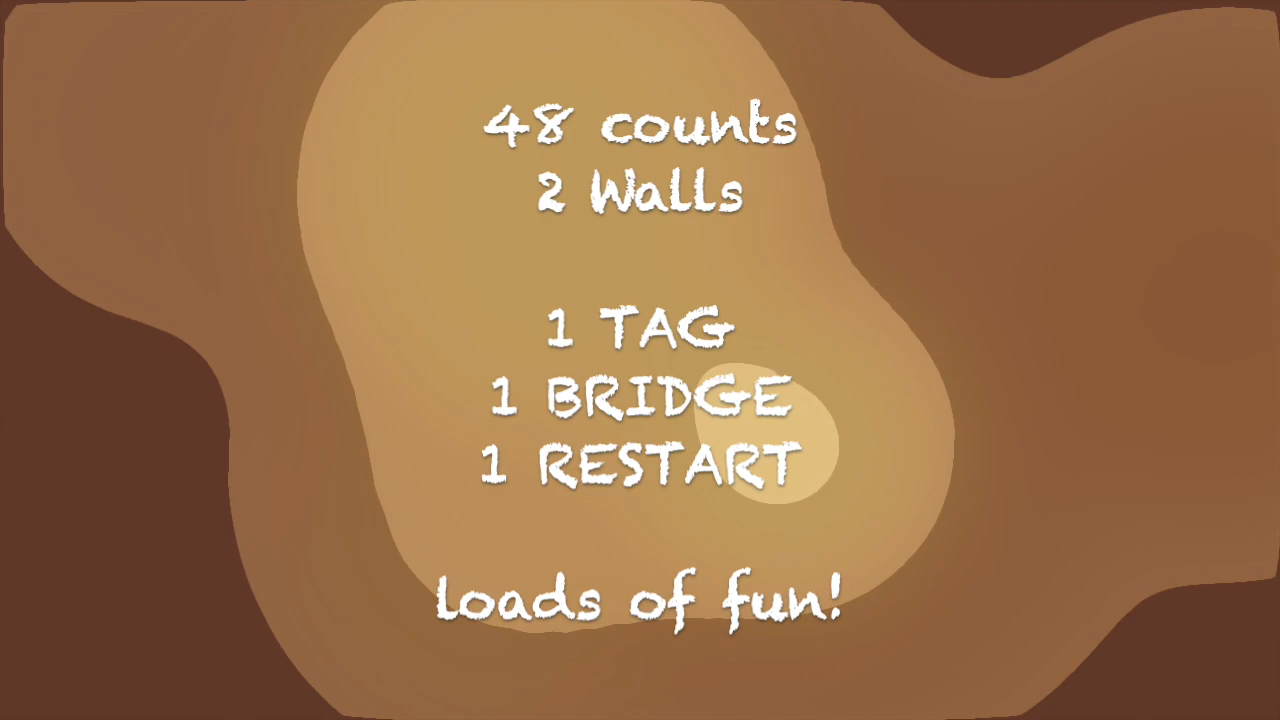 48 counts
2 Walls
1 TAG
1 BRIDGE
1 RESTART
loads of fun!